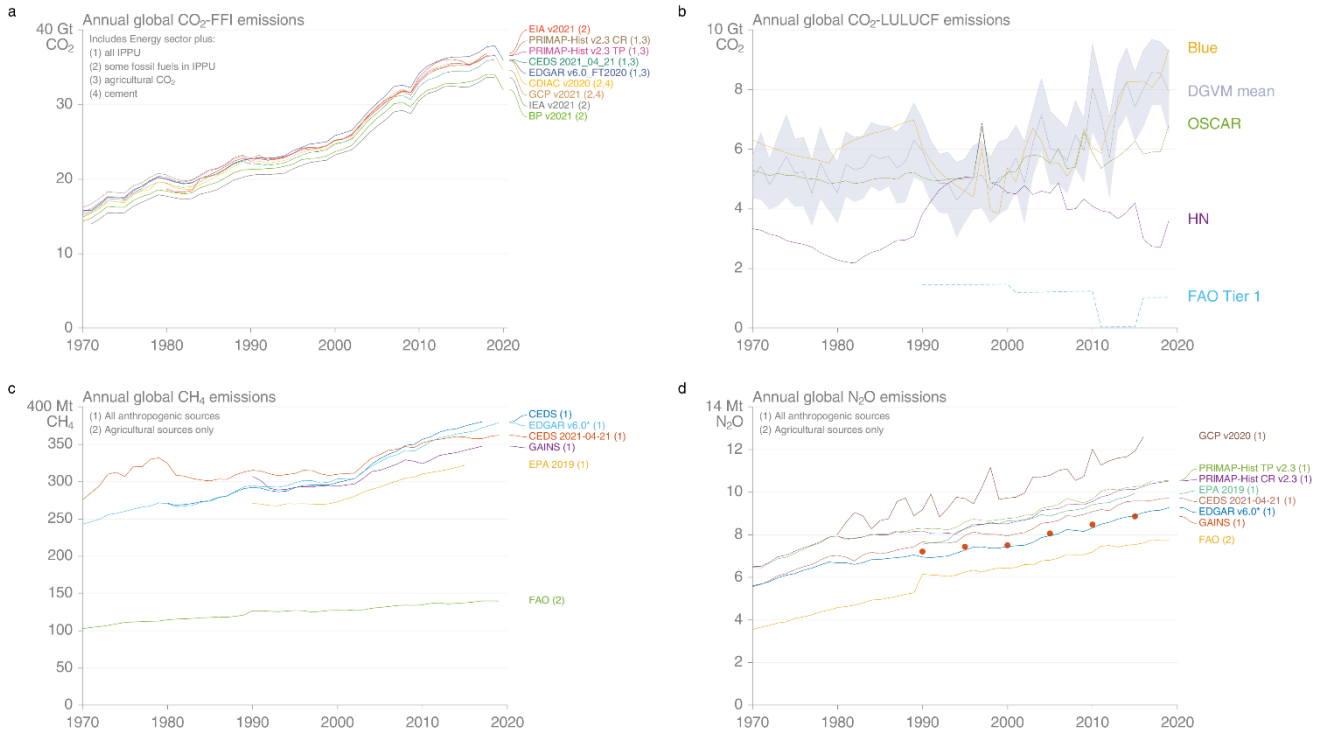 a
Annual global CO₂-FFI emissions
40 Gt
CO₂
Includes Energy sector plus:
(1) all IPPU
(2) some fossil fuels in IPPU
(3) agricultural CO₂
(4) cement
30
20
10
0
1970
1980
1990
2000
2010
2020
EIA v2021 (2)
PRIMAP-Hist v2.3 CR (1,3)
PRIMAP-Hist v2.3 TP (1,3)
CEDS 2021_04_21 (1,3)
EDGAR v6.0_FT2020 (1,3)
CDIAC v2020 (2,4)
GCP v2021 (2,4)
IEA v2021 (2)
BP v2021 (2)
b
Annual global CO₂-LULUCF emissions
10 Gt
CO₂
8
6
4
2
0
1970
1980
1990
2000
2010
2020
Blue
DGVM mean
OSCAR
HN
FAO Tier 1
c
Annual global CH₄ emissions
400 Mt
CH₄
(1) All anthropogenic sources
(2) Agricultural sources only
350
300
250
200
150
100
50
0
1970
1980
1990
2000
2010
2020
CEDS (1)
EDGAR v6.0* (1)
CEDS 2021-04-21 (1)
GAINS (1)
EPA 2019 (1)
FAO (2)
d
Annual global N₂O emissions
14 Mt
N₂O
(1) All anthropogenic sources
(2) Agricultural sources only
12
10
8
6
4
2
0
1970
1980
1990
2000
2010
2020
GCP v2020 (1)
PRIMAP-Hist TP v2.3 (1)
PRIMAP-Hist CR v2.3 (1)
EPA 2019 (1)
CEDS 2021-04-21 (1)
EDGAR v6.0* (1)
GAINS (1)
FAO (2)